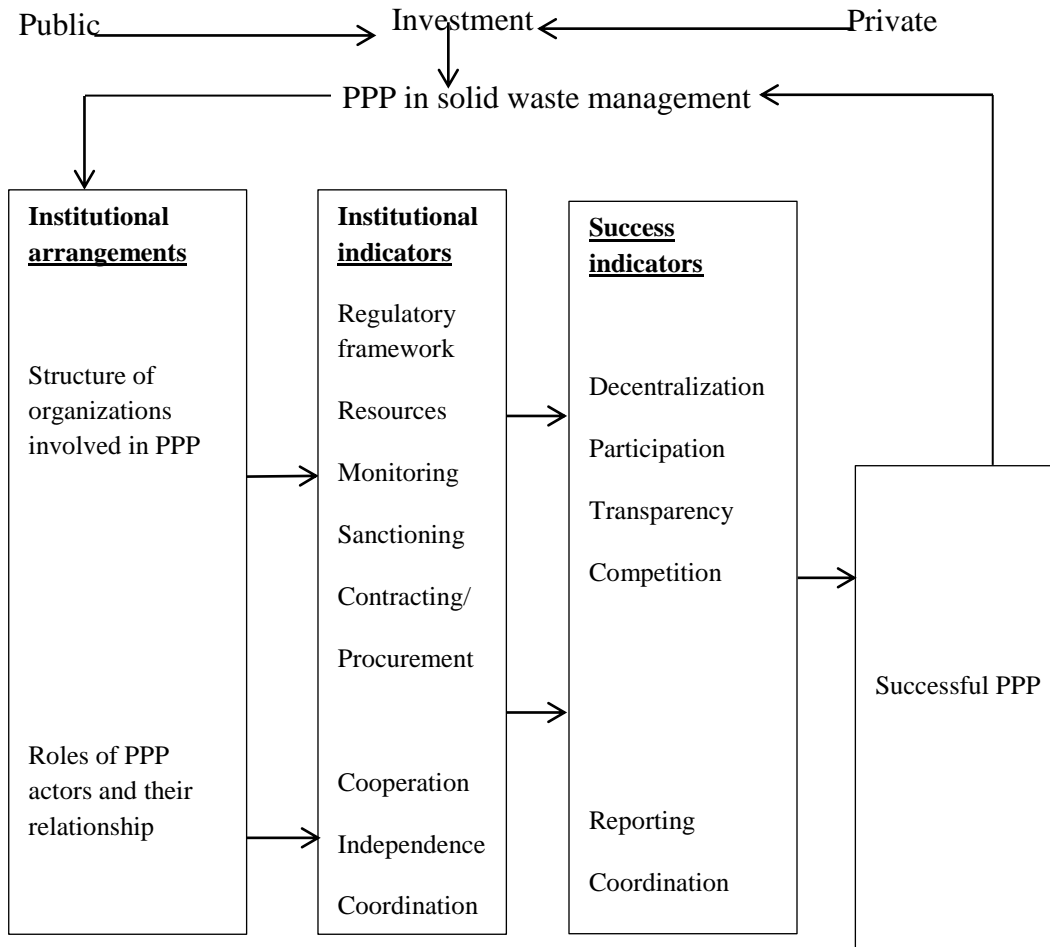 Public Investment Private
PPP in solid waste management
Institutional
arrangements
Structure of
organizations
involved in PPP
Roles of PPP
actors and their
relationship
Institutional
indicators
Regulatory
framework
Resources
Monitoring
Sanctioning
Contracting/
Procurement
Cooperation
Independence
Coordination
Success
indicators
Decentralization
Participation
Transparency
Competition
Reporting
Coordination
Successful PPP